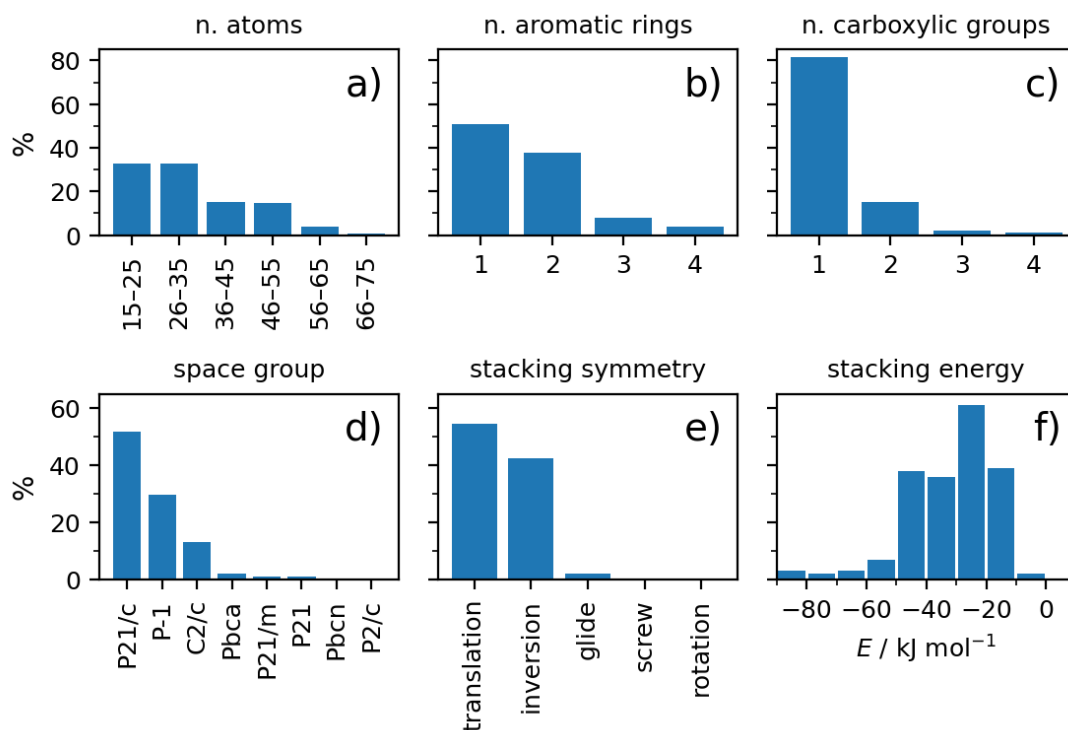 n. atoms
n. aromatic rings
n. carboxylic groups
a)
b)
c)
%
80
60
40
20
0
15–25
26–35
36–45
46–55
56–65
66–75
1
2
3
4
1
2
3
4
space group
stacking symmetry
stacking energy
d)
e)
f)
%
60
40
20
0
P21/c
P-1
C2/c
Pbca
P21/m
P21
Pbcn
P2/c
translation
inversion
glide
screw
rotation
−80
−60
−40
−20
0
E / kJ mol⁻¹